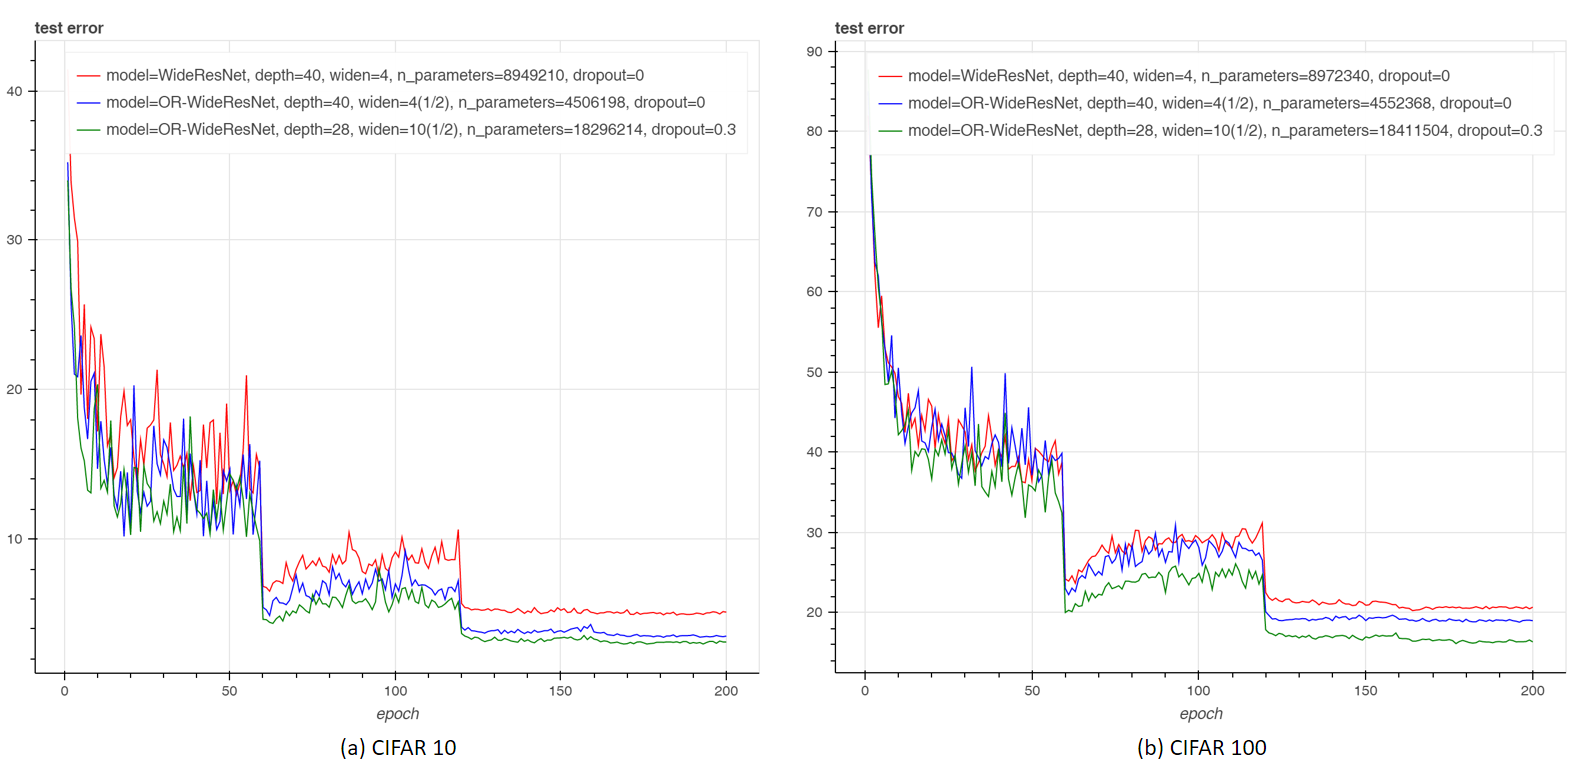 test error
model=WideResNet, depth=40, widen=4, n_parameters=8949210, dropout=0
model=OR-WideResNet, depth=40, widen=4(1/2), n_parameters=4506198, dropout=0
model=OR-WideResNet, depth=28, widen=10(1/2), n_parameters=18296214, dropout=0.3
40
30
20
10
0
50
100
150
200
epoch
(a) CIFAR 10
test error
model=WideResNet, depth=40, widen=4, n_parameters=8972340, dropout=0
model=OR-WideResNet, depth=40, widen=4(1/2), n_parameters=4552368, dropout=0
model=OR-WideResNet, depth=28, widen=10(1/2), n_parameters=18411504, dropout=0.3
90
80
70
60
50
40
30
20
0
50
100
150
200
epoch
(b) CIFAR 100